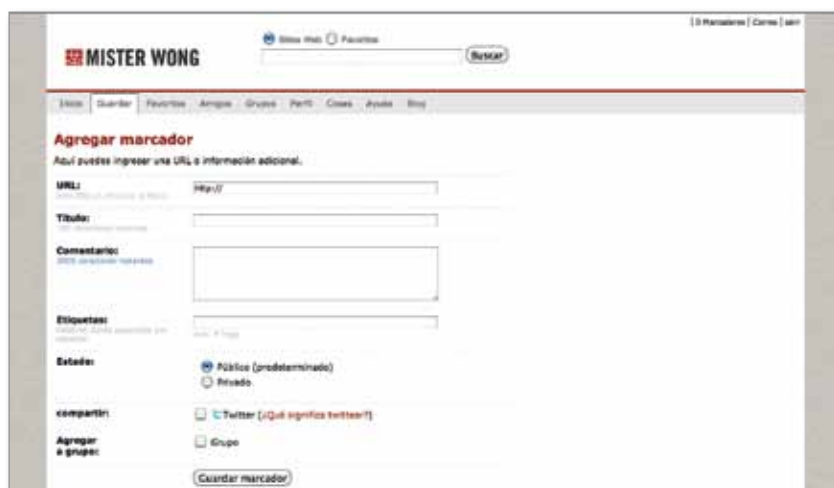 [ 0 Marcadores | Correo | salir
MISTER WONG
Sitios Web Favoritos
Buscar
Inicio Guardar Favoritos Amigos Grupos Perfil Cosas Ayuda Blog
Agregar marcador
Aquí puedes ingresar una URL o información adicional.
URL: http://
Título:
Comentario:
Etiquetas:
Estado: Público (predeterminado)
Privado
compartir: Twitter (¿Qué significa twittear?)
Agregar
a grupo: Grupo
Guardar marcador